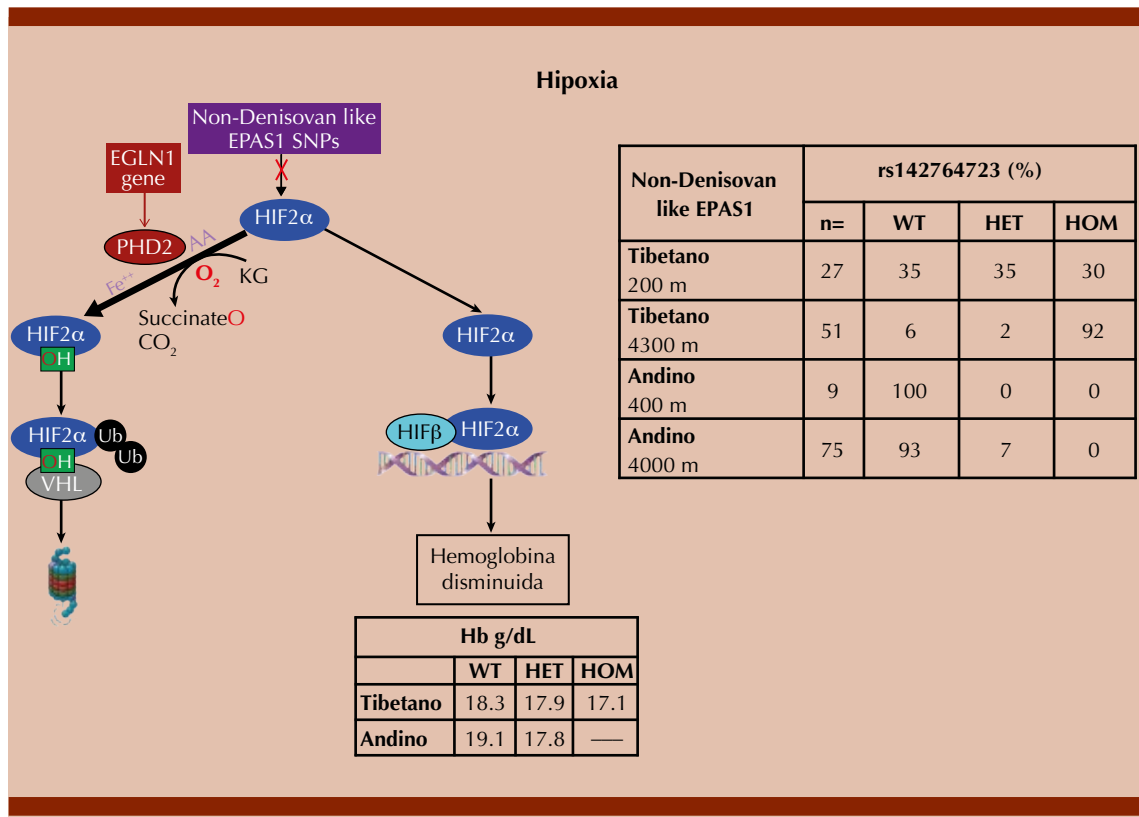 Hipoxia
Non-Denisovan like
EPAS1 SNPs
EGLN1
gene
HIF2α
PHD2
AA
Fe++
O2
KG
SuccinateO
CO2
HIF2α
OH
HIF2α
Ub
Ub
OH
VHL
HIF2α
HIFβ
HIF2α
Hemoglobina
disminuida
Hb g/dL
WT HET HOM
Tibetano 18.3 17.9 17.1
Andino 19.1 17.8 —–
Non-Denisovan
like EPAS1
rs142764723 (%)
n= WT HET HOM
Tibetano
200 m
27 35 35 30
Tibetano
4300 m
51 6 2 92
Andino
400 m
9 100 0 0
Andino
4000 m
75 93 7 0